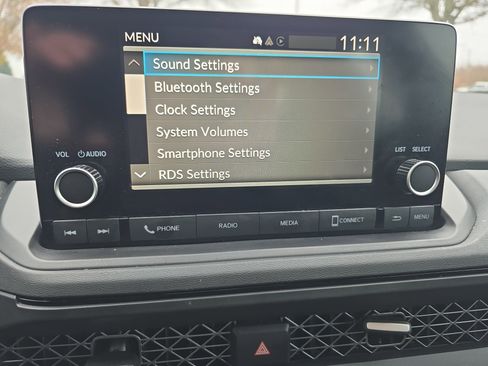 MENU 11:11
Sound Settings
Bluetooth Settings
Clock Settings
System Volumes
Smartphone Settings
RDS Settings
VOL AUDIO
LIST SELECT
PHONE RADIO MEDIA CONNECT MENU